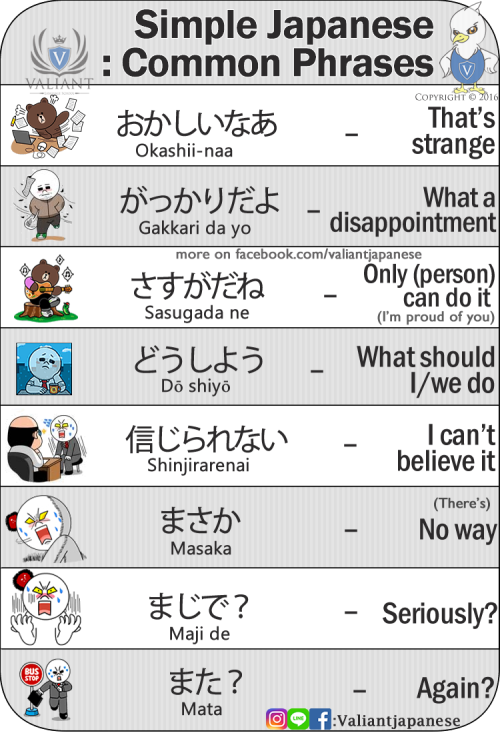 Simple Japanese
: Common Phrases
V
VALIANT
V
COPYRIGHT © 2016
おかしいなあ
Okashii-naa
–
That's
strange
がっかりだよ
Gakkari da yo
–
What a
disappointment
more on facebook.com/valiantjapanese
さすがだね
Sasugada ne
–
Only (person)
can do it
(I'm proud of you)
どうしよう
Dō shiyō
–
What should
I/we do
信じられない
Shinjirarenai
–
I can't
believe it
まさか
Masaka
–
(There's)
No way
まじで？
Maji de
–
Seriously?
BUS
STOP
また？
Mata
–
Again?
LINE
f
:Valiantjapanese